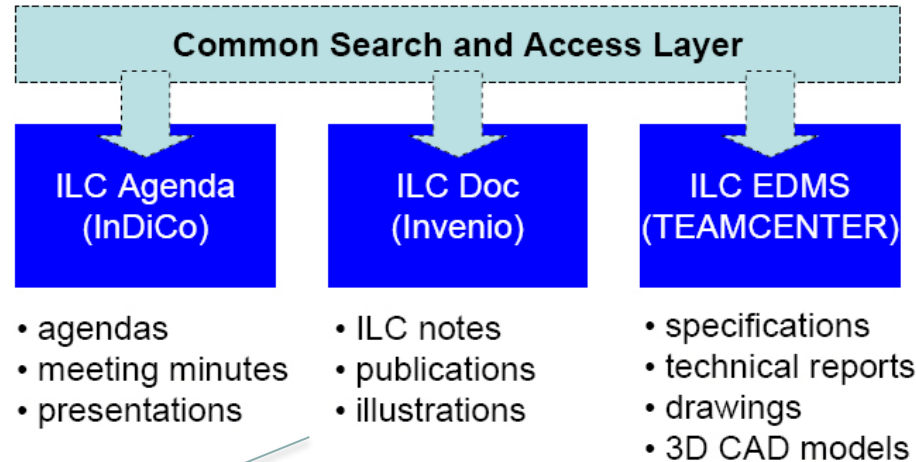 Common Search and Access Layer
ILC Agenda
(InDiCo)
• agendas
• meeting minutes
• presentations
ILC Doc
(Invenio)
• ILC notes
• publications
• illustrations
ILC EDMS
(TEAMCENTER)
• specifications
• technical reports
• drawings
• 3D CAD models